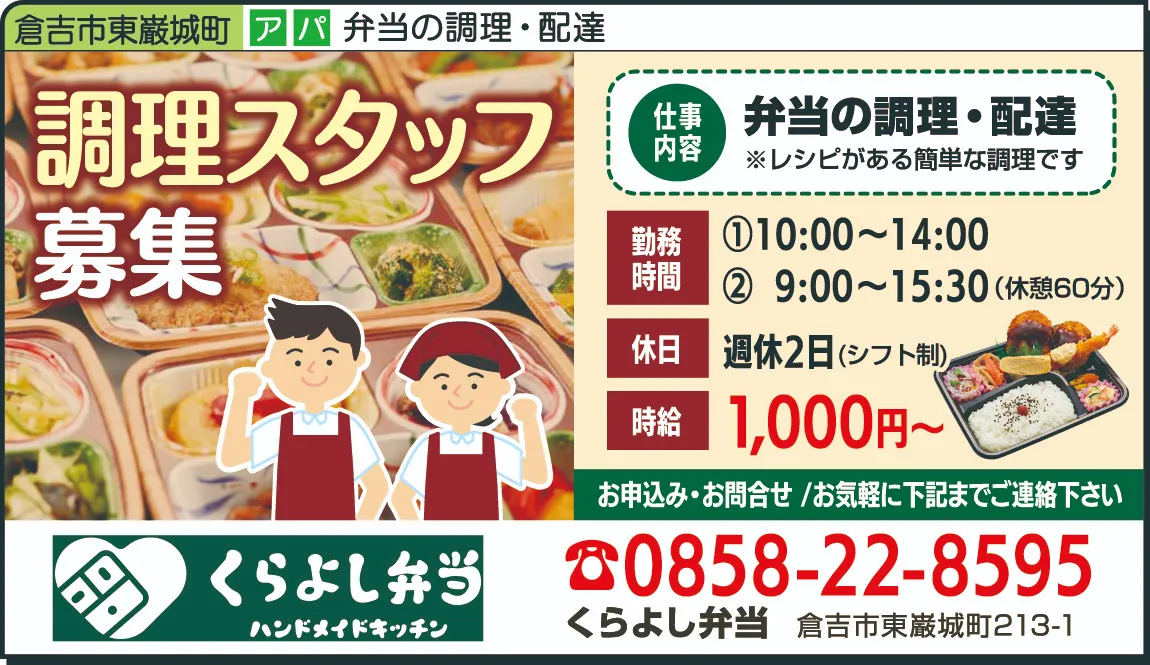 倉吉市東巌城町 アパ 弁当の調理・配達
調理スタッフ
募集
仕事
内容
弁当の調理・配達
※レシピがある簡単な調理です
勤務
時間
①10:00～14:00
② 9:00～15:30(休憩60分)
休日
週休2日(シフト制)
時給
1,000円～
お申込み・お問合せ /お気軽に下記までご連絡下さい
くらよし弁当
ハンドメイドキッチン
☎0858-22-8595
くらよし弁当 倉吉市東巌城町213-1